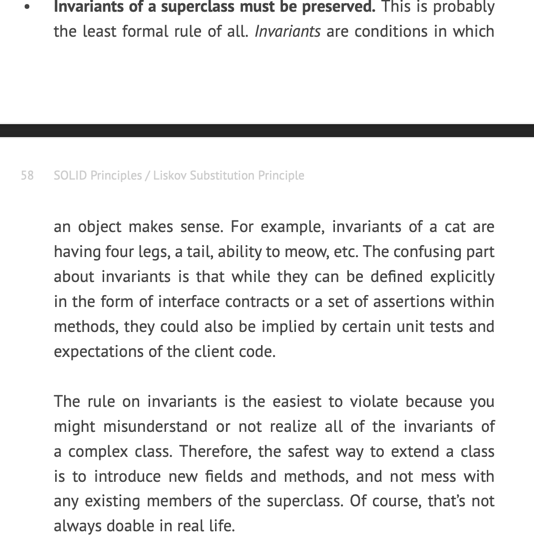 • Invariants of a superclass must be preserved. This is probably
the least formal rule of all. Invariants are conditions in which
58 SOLID Principles / Liskov Substitution Principle
an object makes sense. For example, invariants of a cat are
having four legs, a tail, ability to meow, etc. The confusing part
about invariants is that while they can be defined explicitly
in the form of interface contracts or a set of assertions within
methods, they could also be implied by certain unit tests and
expectations of the client code.
The rule on invariants is the easiest to violate because you
might misunderstand or not realize all of the invariants of
a complex class. Therefore, the safest way to extend a class
is to introduce new fields and methods, and not mess with
any existing members of the superclass. Of course, that’s not
always doable in real life.